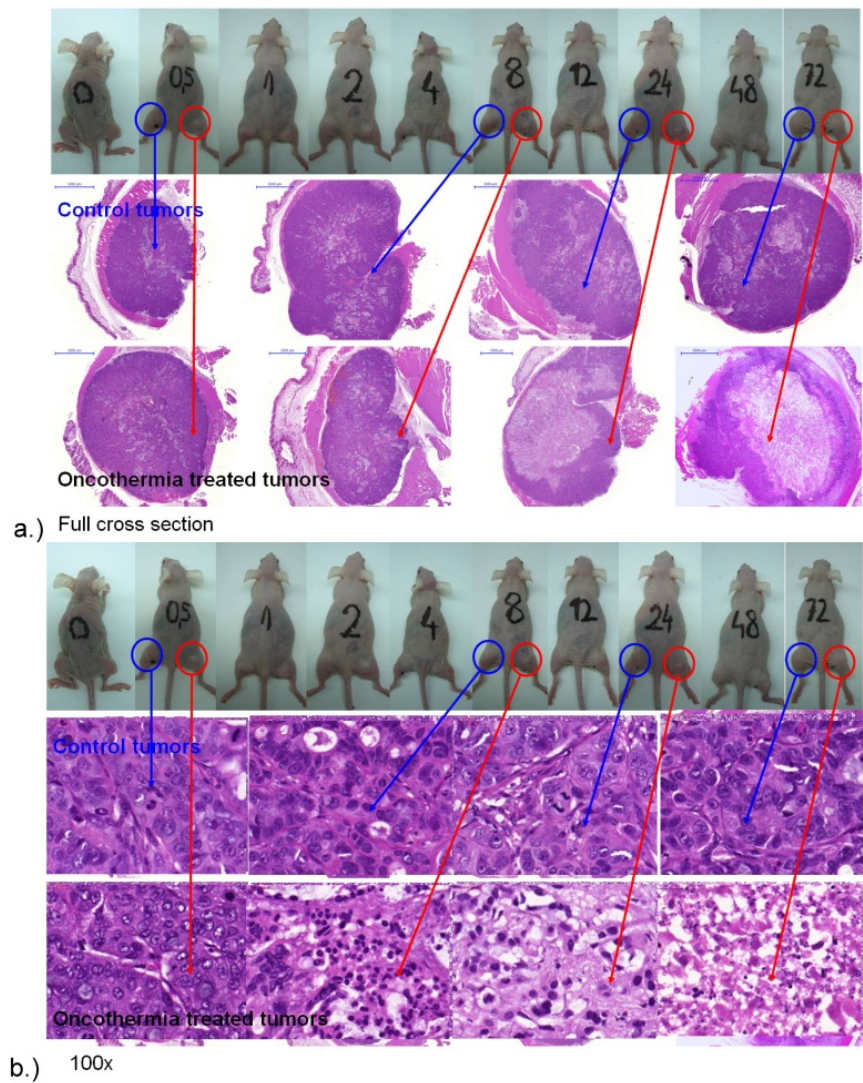 0 0,5 1 2 4 8 12 24 48 72
Control tumors
Oncothermia treated tumors
a.) Full cross section
0 0,5 1 2 4 8 12 24 48 72
Control tumors
Oncothermia treated tumors
b.) 100x